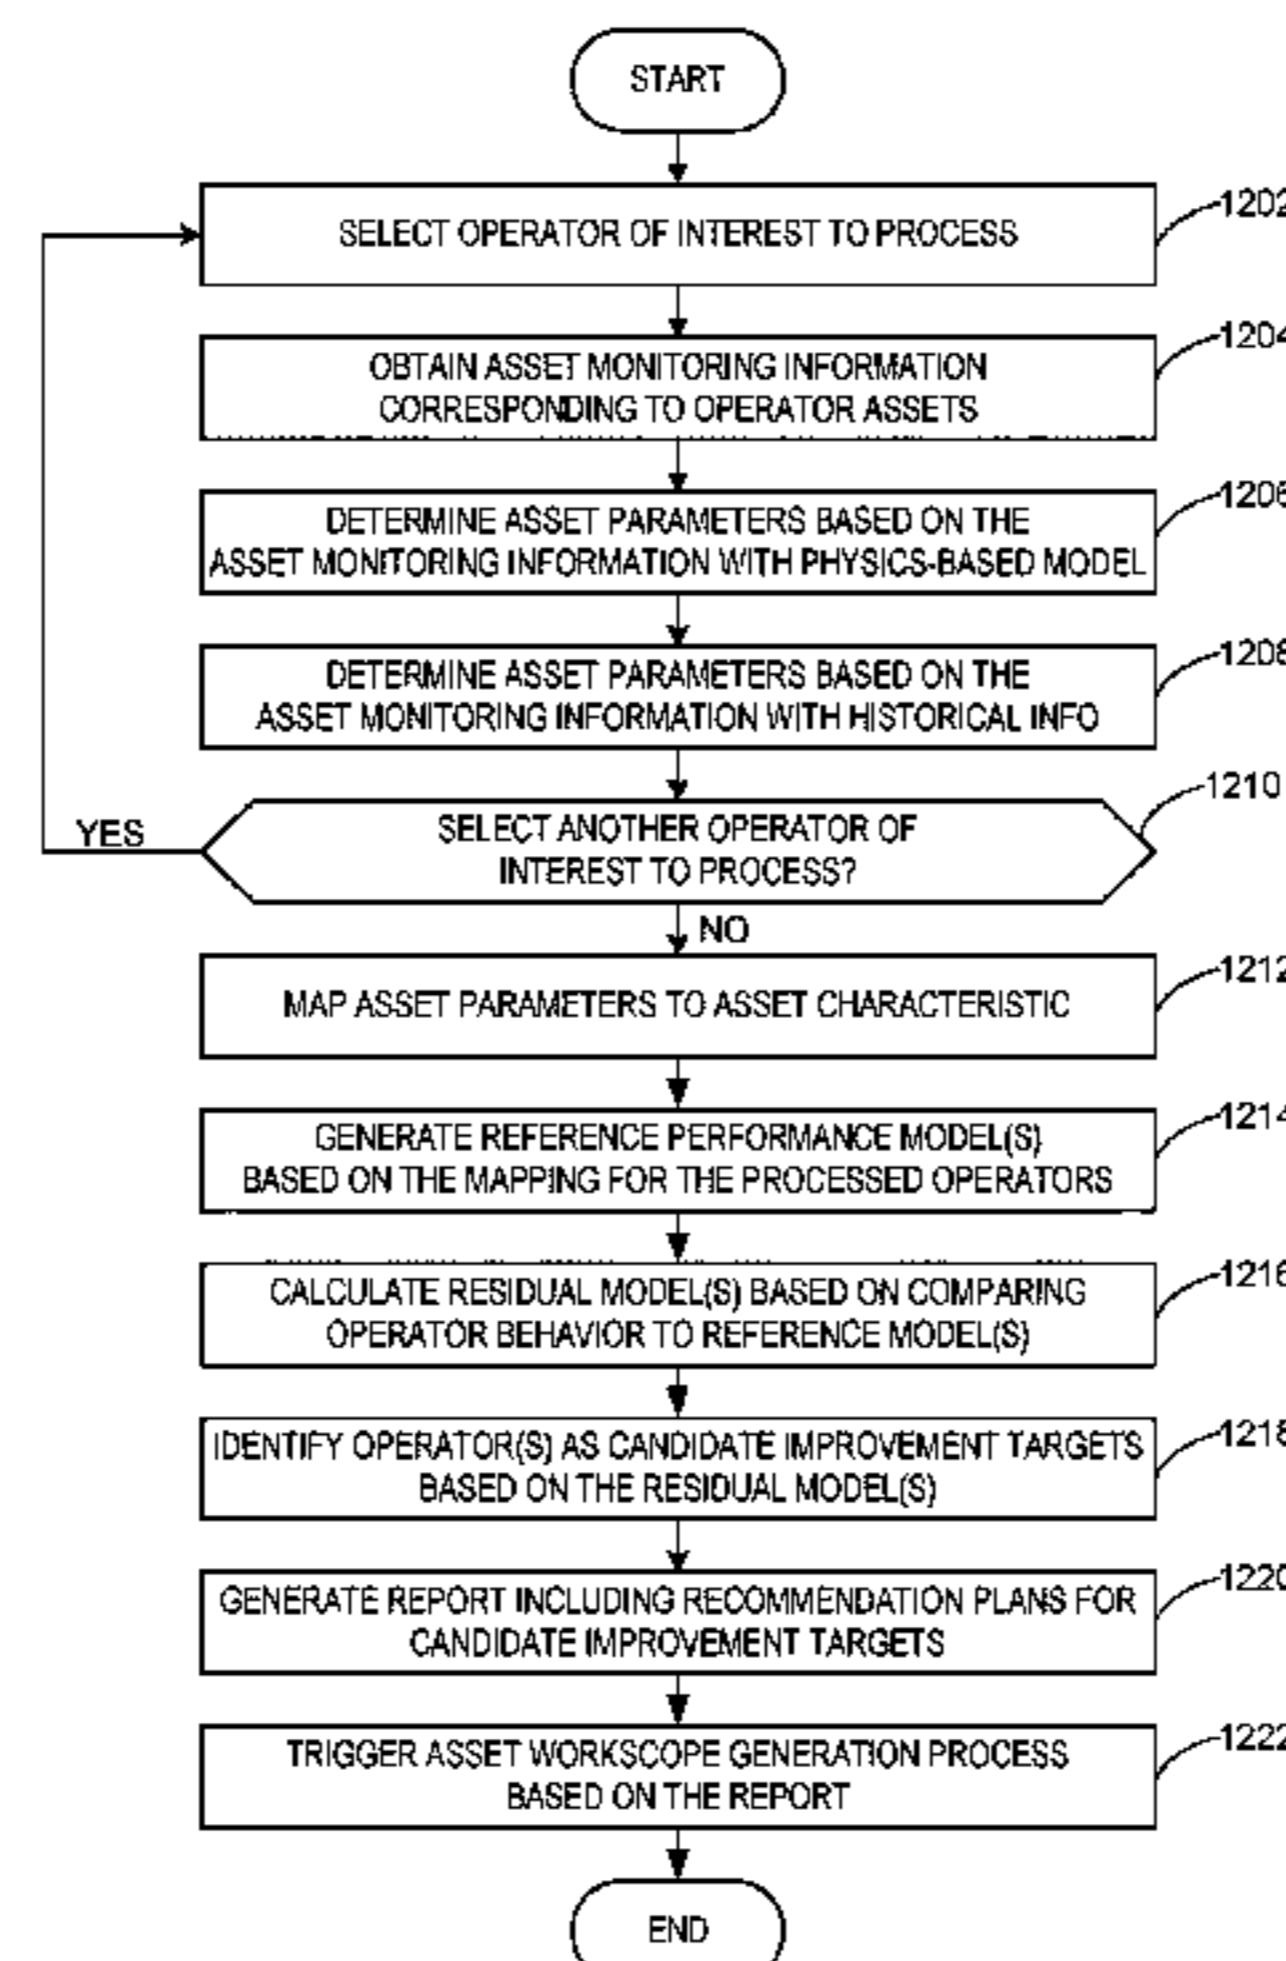 START
SELECT OPERATOR OF INTEREST TO PROCESS
1202
OBTAIN ASSET MONITORING INFORMATION
CORRESPONDING TO OPERATOR ASSETS
1204
DETERMINE ASSET PARAMETERS BASED ON THE
ASSET MONITORING INFORMATION WITH PHYSICS-BASED MODEL
1206
DETERMINE ASSET PARAMETERS BASED ON THE
ASSET MONITORING INFORMATION WITH HISTORICAL INFO
1208
SELECT ANOTHER OPERATOR OF
INTEREST TO PROCESS?
1210
YES
NO
MAP ASSET PARAMETERS TO ASSET CHARACTERISTIC
1212
GENERATE REFERENCE PERFORMANCE MODEL(S)
BASED ON THE MAPPING FOR THE PROCESSED OPERATORS
1214
CALCULATE RESIDUAL MODEL(S) BASED ON COMPARING
OPERATOR BEHAVIOR TO REFERENCE MODEL(S)
1216
IDENTIFY OPERATOR(S) AS CANDIDATE IMPROVEMENT TARGETS
BASED ON THE RESIDUAL MODEL(S)
1218
GENERATE REPORT INCLUDING RECOMMENDATION PLANS FOR
CANDIDATE IMPROVEMENT TARGETS
1220
TRIGGER ASSET WORKSCOPE GENERATION PROCESS
BASED ON THE REPORT
1222
END